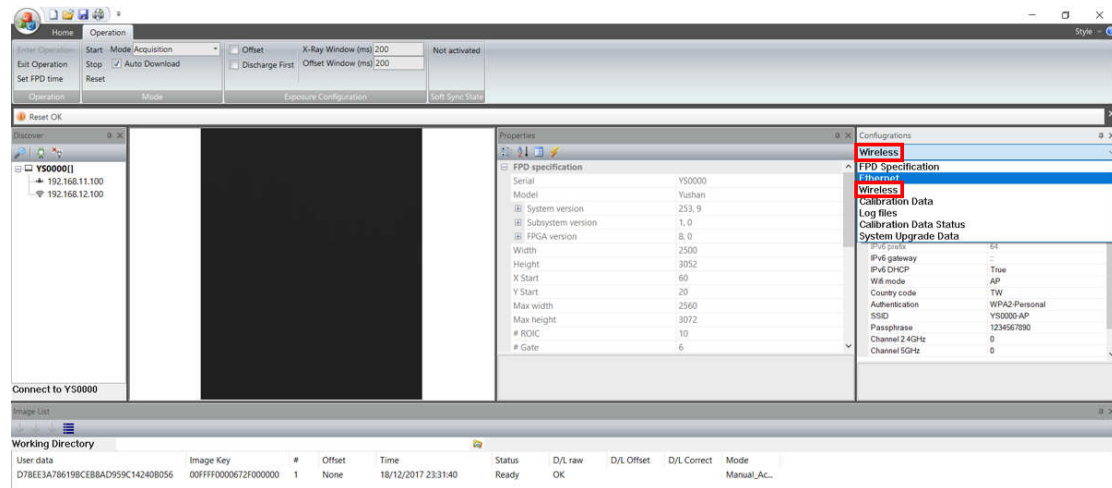 Home Operation Style
Enter Operation Start Mode Acquisition Offset X-Ray Window (ms) 200 Not activated
Exit Operation Stop Auto Download Discharge First Offset Window (ms) 200
Set FPD time Reset
Operation Mode Exposure Configuration Soft Sync State
Reset OK
Discover
YS0000[]
192.168.11.100
192.168.12.100
Connect to YS0000
Properties
FPD specification
Serial YS0000
Model Yushan
System version 253, 9
Subsystem version 1, 0
FPGA version 8, 0
Width 2500
Height 3052
X Start 60
Y Start 20
Max width 2560
Max height 3072
# ROIC 10
# Gate 6
Confiugrations
Wireless
FPD Specification
Ethernet
Wireless
Calibration Data
Log files
Calibration Data Status
System Upgrade Data
IPv6 prefix 64
IPv6 gateway ::
IPv6 DHCP True
Wifi mode AP
Country code TW
Authentication WPA2-Personal
SSID YS0000-AP
Passphrase 1234567890
Channel 2.4GHz 0
Channel 5GHz 0
Image List
Working Directory
User data Image Key # Offset Time Status D/L raw D/L Offset D/L Correct Mode
D78EE3A786198CEB8AD959C14240B056 00FFFF0000672F000000 1 None 18/12/2017 23:31:40 Ready OK Manual_Ac...